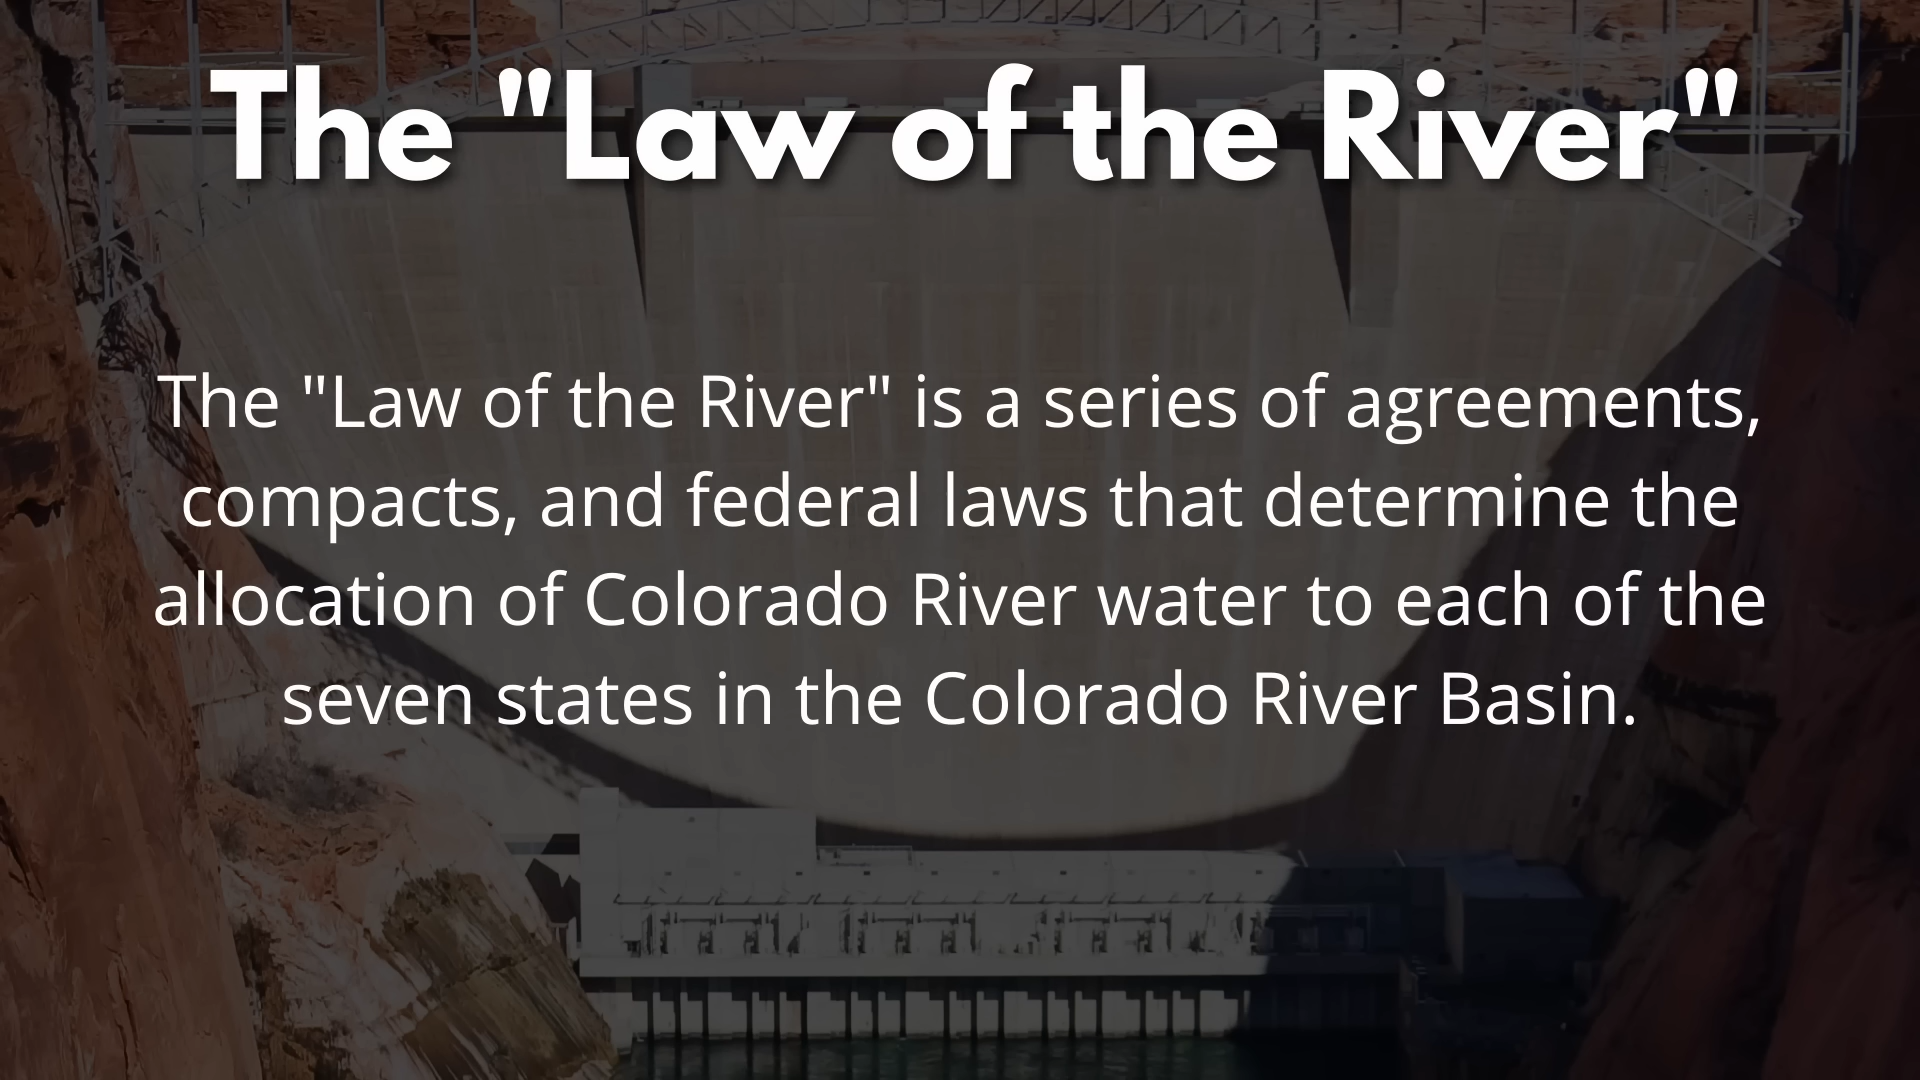 The "Law of the River"
The "Law of the River" is a series of agreements,
compacts, and federal laws that determine the
allocation of Colorado River water to each of the
seven states in the Colorado River Basin.